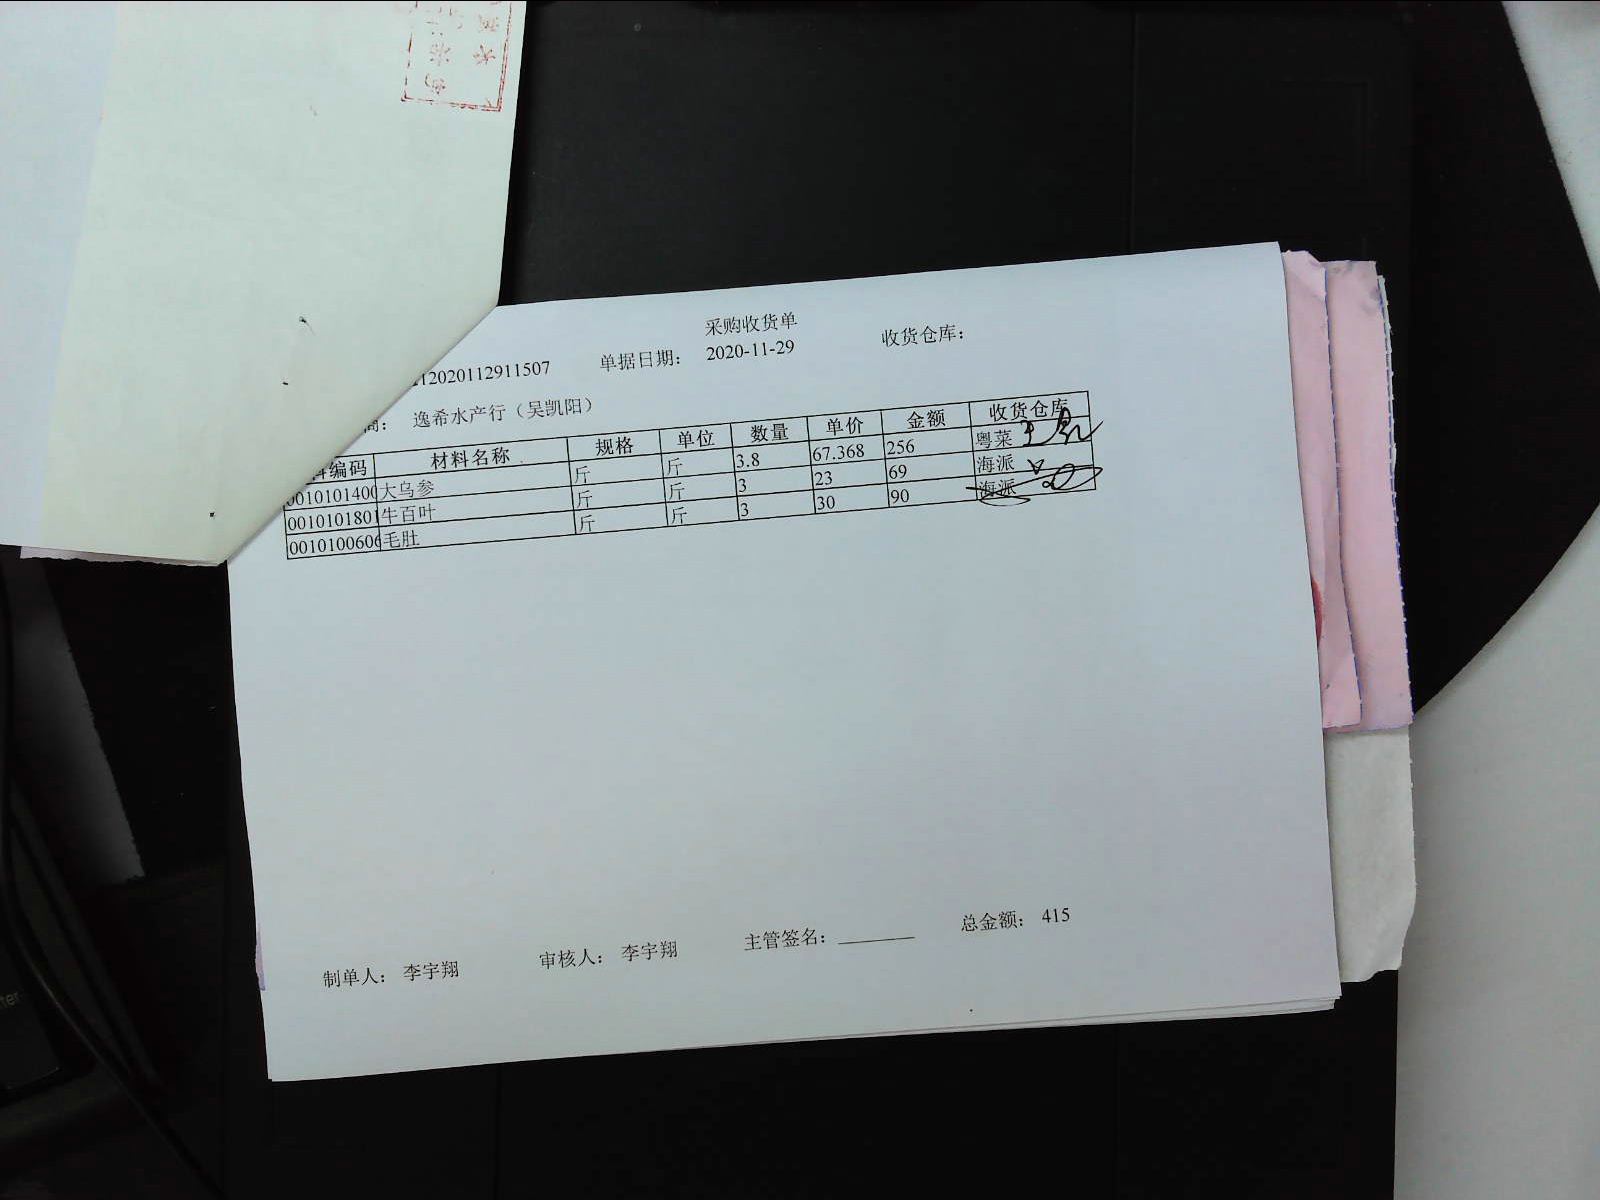 采购收货单
12020112911507 单据日期： 2020-11-29 收货仓库：
商： 逸希水产行（吴凯阳）
编码 材料名称 规格 单位 数量 单价 金额 收货仓库
0010101400 大乌参 斤 斤 3.8 67.368 256 粤菜
0010101801 牛百叶 斤 斤 3 23 69 海派
0010100606 毛肚 斤 斤 3 30 90 海派
制单人： 李宇翔 审核人： 李宇翔 主管签名： 总金额： 415